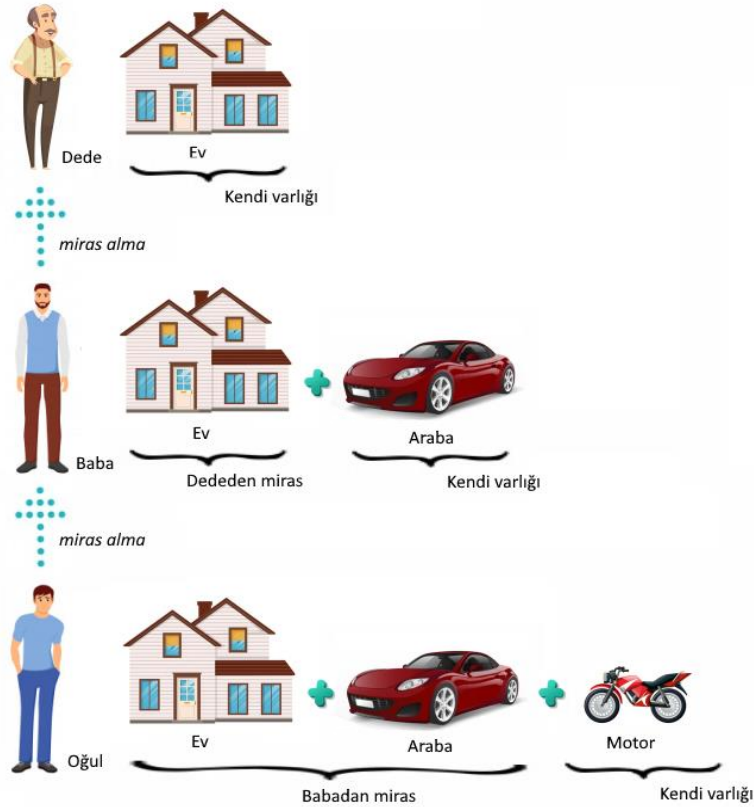 Dede
Ev
Kendi varlığı
miras alma
Baba
Ev
Araba
Dededen miras
Kendi varlığı
miras alma
Oğul
Ev
Araba
Motor
Babadan miras
Kendi varlığı